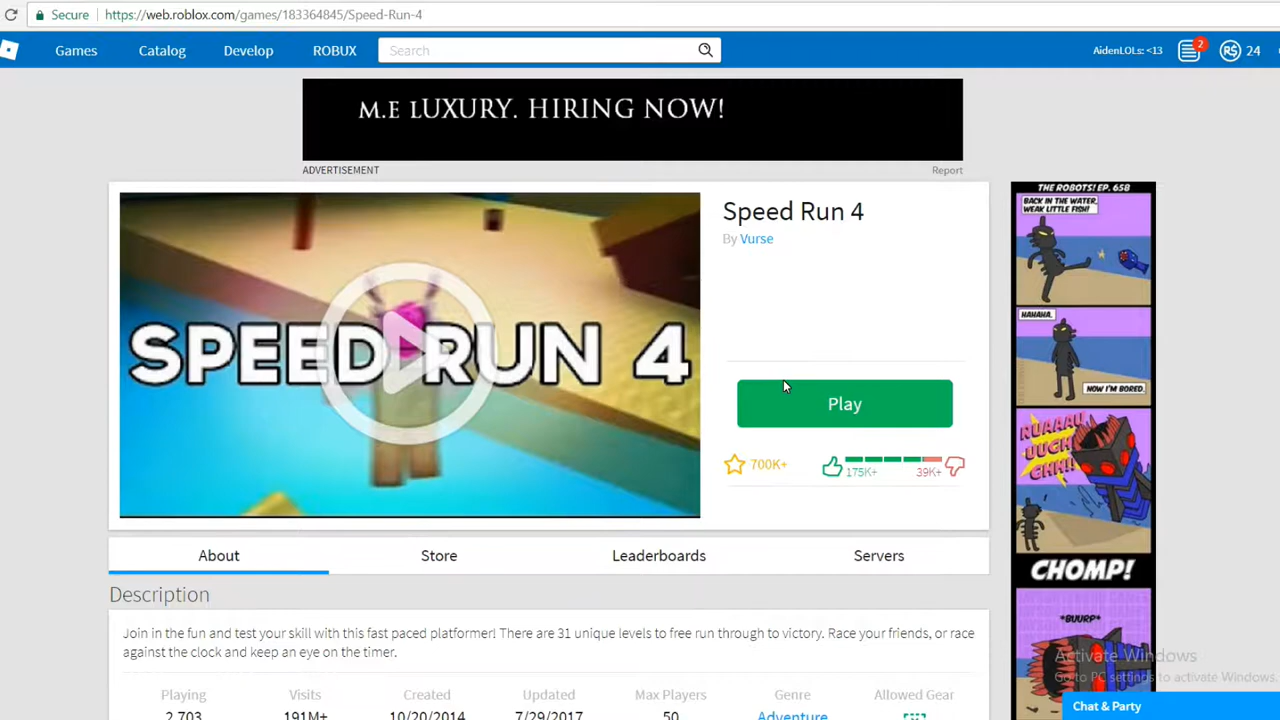 Secure
https://web.roblox.com/games/183364845/Speed-Run-4
Games
Catalog
Develop
ROBUX
Search
AidenLOLs: <13
2
R$ 24
M.E LUXURY. HIRING NOW!
ADVERTISEMENT
Report
SPEED RUN 4
Speed Run 4
By Vurse
Play
700K+
175K+
39K+
THE ROBOTS! EP. 658
BACK IN THE WATER,
WEAK LITTLE FISH!
HAHAHA.
NOW I'M BORED.
RUAAAU
UUGH
GHH!!
CHOMP!
*BUURP*
About
Store
Leaderboards
Servers
Description
Join in the fun and test your skill with this fast paced platformer! There are 31 unique levels to free run through to victory. Race your friends, or race
against the clock and keep an eye on the timer.
Playing
Visits
Created
Updated
Max Players
Genre
Allowed Gear
2,703
191M+
10/20/2014
7/29/2017
50
Adventure
Activate Windows
Go to PC settings to activate Windows.
Chat & Party